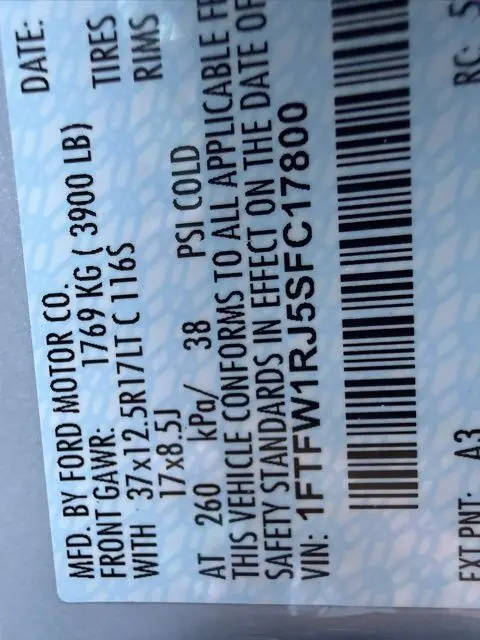 MFD. BY FORD MOTOR CO.
DATE:
FRONT GAWR: 1769 KG ( 3900 LB)
WITH 37x12.5R17LT C 116S
TIRES
17x8.5J
RIMS
AT 260 kPa/ 38 PSI COLD
THIS VEHICLE CONFORMS TO ALL APPLICABLE
SAFETY STANDARDS IN EFFECT ON THE DATE OF
VIN: 1FTFW1RJ5SFC17800
EXT PNT: A3
RC: 5